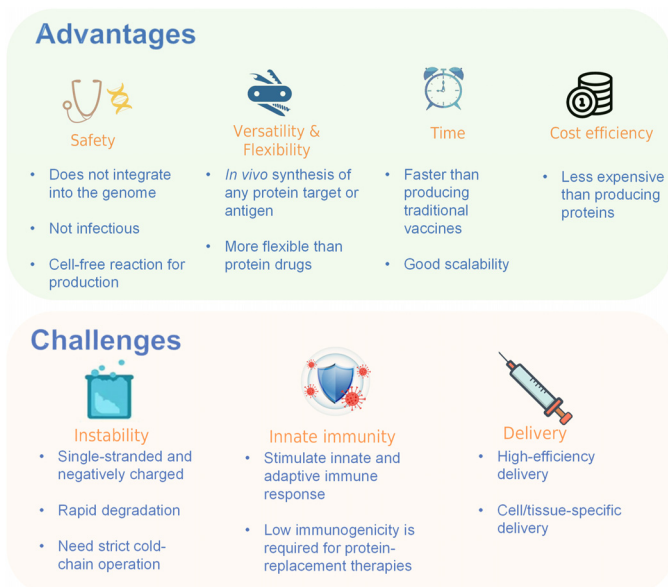 Advantages
Safety
Does not integrate
into the genome
Not infectious
Cell-free reaction for
production
Versatility &
Flexibility
In vivo synthesis of
any protein target or
antigen
More flexible than
protein drugs
Time
Faster than
producing
traditional
vaccines
Good scalability
1
Cost efficiency
Less expensive
than producing
proteins
Challenges
Instability
Single-stranded and
negatively charged
Rapid degradation
Need strict cold-
chain operation
Innate immunity
Stimulate innate and
adaptive immune
response
Low immunogenicity is
required for protein-
replacement therapies
Delivery
High-efficiency
delivery
Cell/tissue-specific
delivery